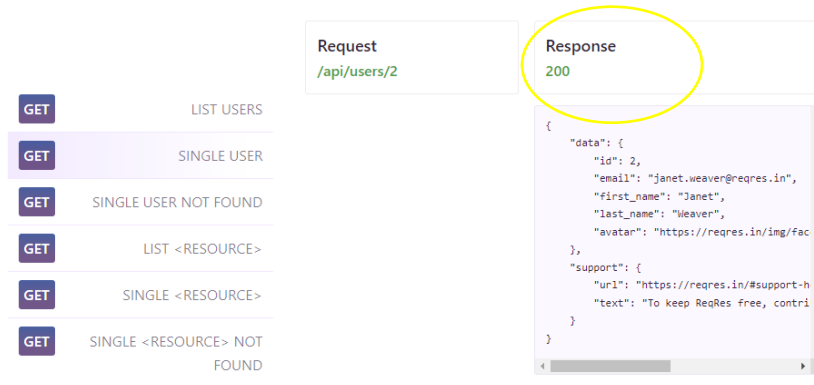 Request
/api/users/2
Response
200
GET LIST USERS
GET SINGLE USER
GET SINGLE USER NOT FOUND
GET LIST <RESOURCE>
GET SINGLE <RESOURCE>
GET SINGLE <RESOURCE> NOT
FOUND
{
"data": {
"id": 2,
"email": "janet.weaver@reqres.in",
"first_name": "Janet",
"last_name": "Weaver",
"avatar": "https://reqres.in/img/fac
},
"support": {
"url": "https://reqres.in/#support-h
"text": "To keep ReqRes free, contri
}
}